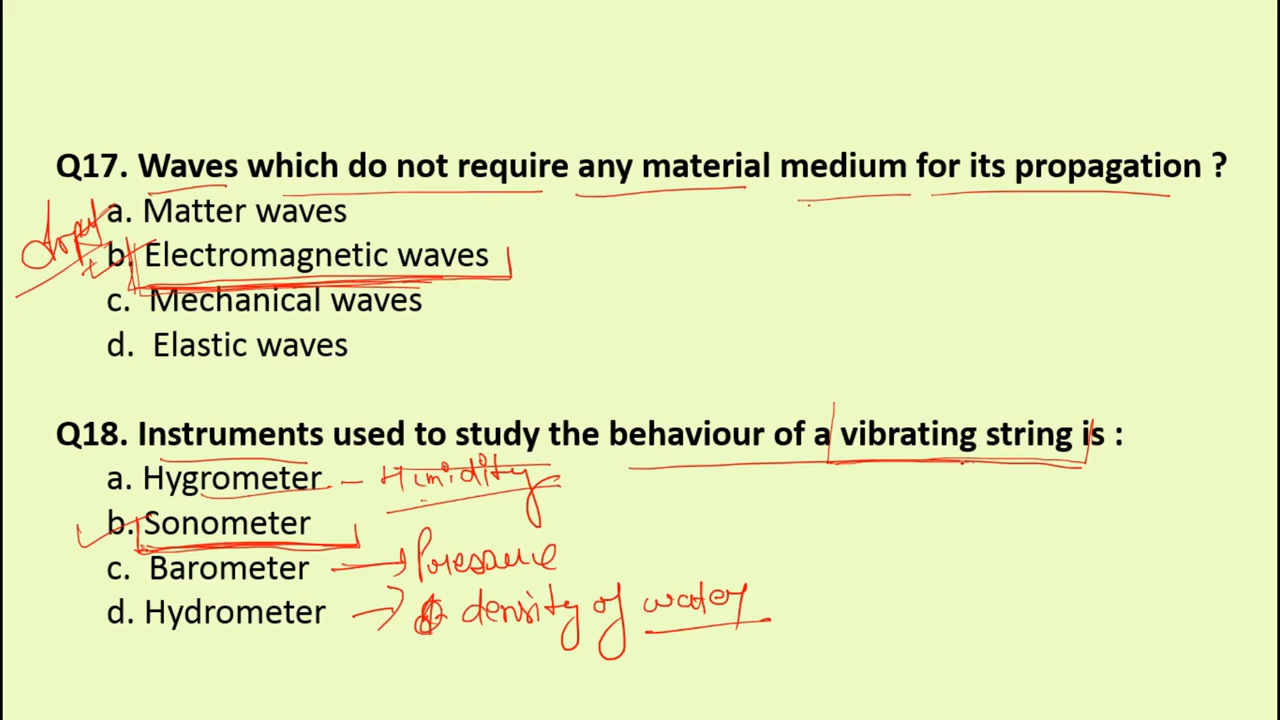 Q17. Waves which do not require any material medium for its propagation ?
a. Matter waves
b. Electromagnetic waves
c. Mechanical waves
d. Elastic waves
Q18. Instruments used to study the behaviour of a vibrating string is :
a. Hygrometer – Humidity
b. Sonometer
c. Barometer → Pressure
d. Hydrometer → density of water